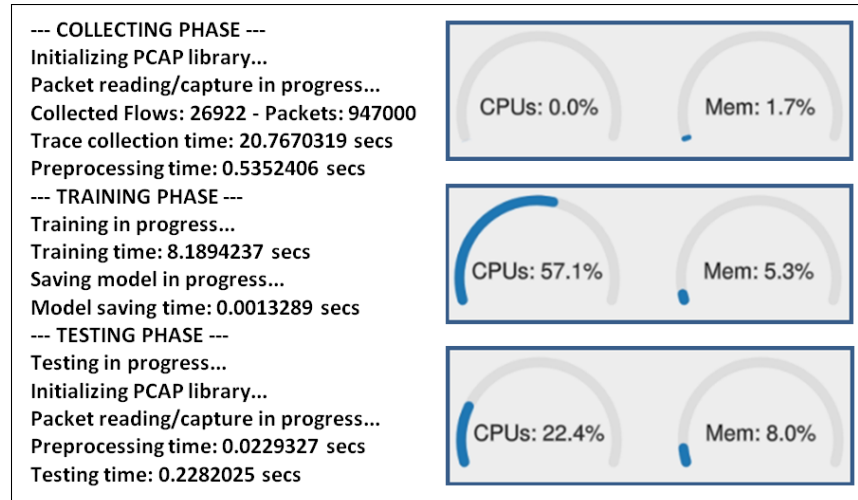 --- COLLECTING PHASE ---
Initializing PCAP library...
Packet reading/capture in progress...
Collected Flows: 26922 - Packets: 947000
Trace collection time: 20.7670319 secs
Preprocessing time: 0.5352406 secs
--- TRAINING PHASE ---
Training in progress...
Training time: 8.1894237 secs
Saving model in progress...
Model saving time: 0.0013289 secs
--- TESTING PHASE ---
Testing in progress...
Initializing PCAP library...
Packet reading/capture in progress...
Preprocessing time: 0.0229327 secs
Testing time: 0.2282025 secs
CPUs: 0.0%
Mem: 1.7%
CPUs: 57.1%
Mem: 5.3%
CPUs: 22.4%
Mem: 8.0%